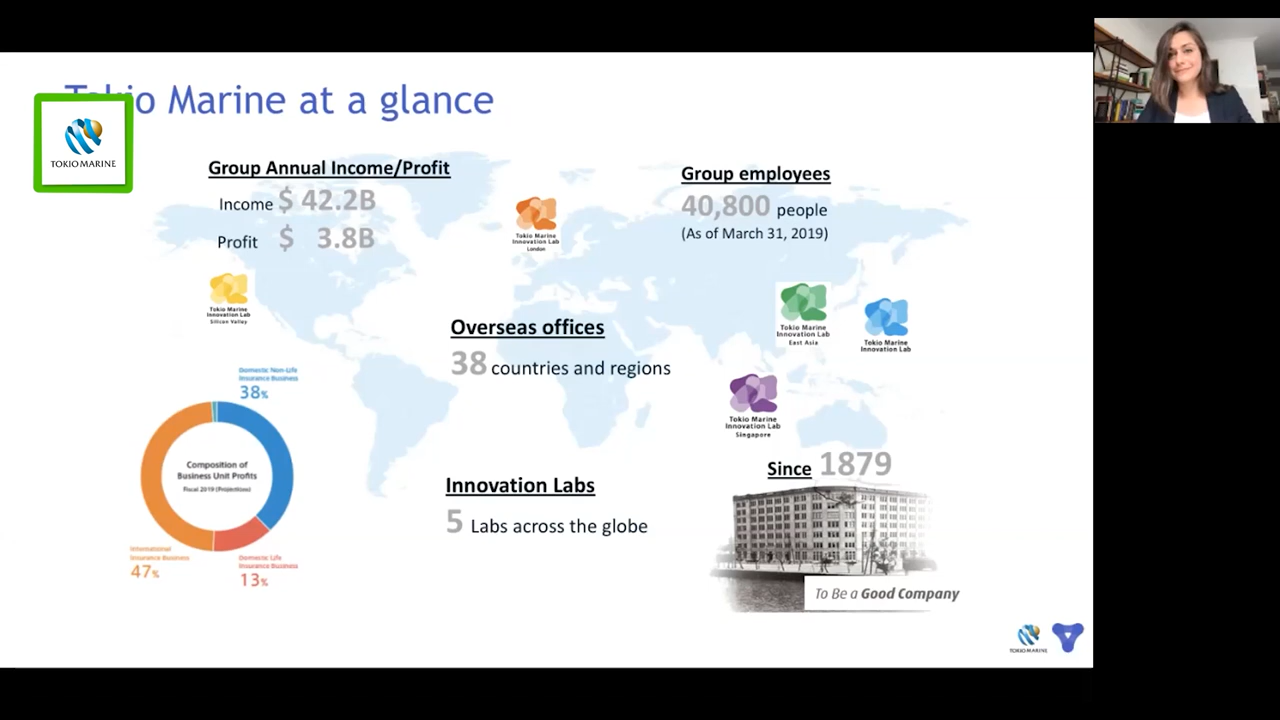 Tokio Marine at a glance
TOKIO MARINE
Group Annual Income/Profit
Income $ 42.2B
Profit $ 3.8B
Group employees
40,800 people
(As of March 31, 2019)
Tokio Marine
Innovation Lab
London
Tokio Marine
Innovation Lab
Silicon Valley
Tokio Marine
Innovation Lab
East Asia
Tokio Marine
Innovation Lab
Overseas offices
38 countries and regions
Tokio Marine
Innovation Lab
Singapore
Domestic Non-Life
Insurance Business
38%
Composition of
Business Unit Profits
Fiscal 2019 (Projections)
International
Insurance Business
47%
Domestic Life
Insurance Business
13%
Innovation Labs
5 Labs across the globe
Since 1879
To Be a Good Company
TOKIO MARINE